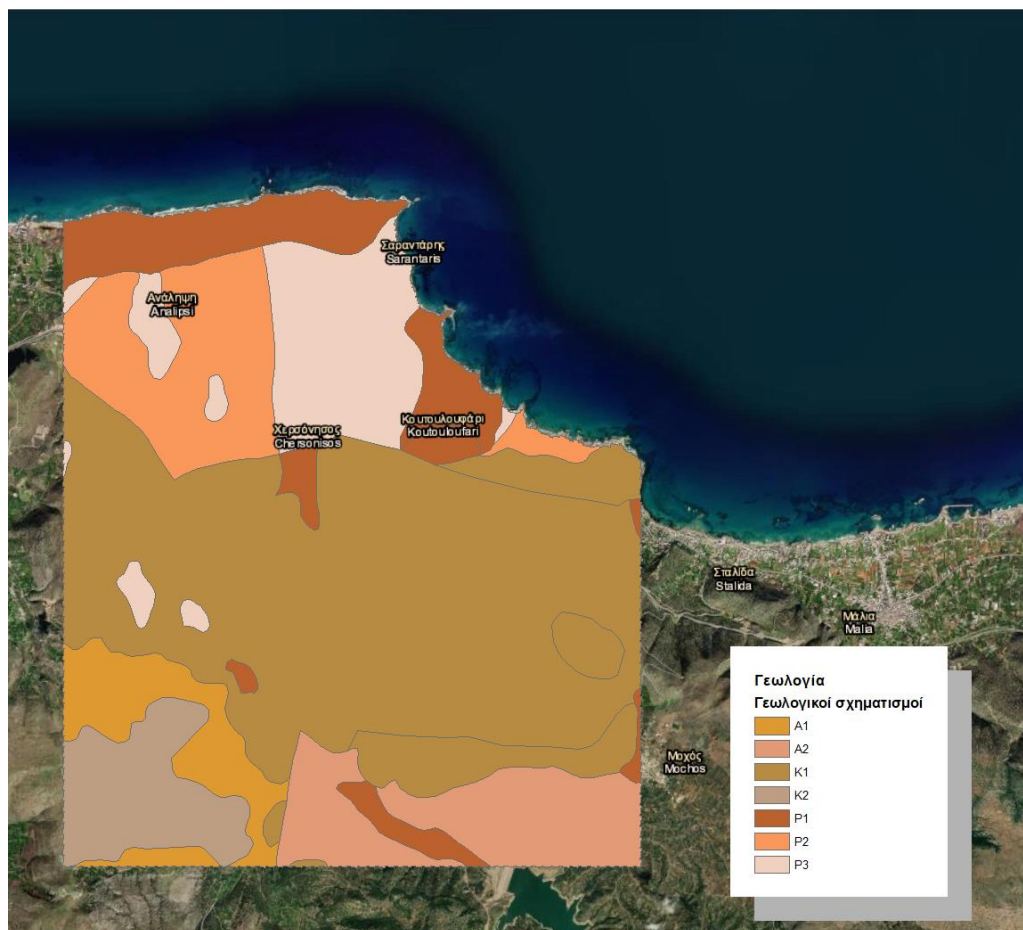 Σαραντάρης
Sarantaris
Ανάληψη
Analipsi
Χερσόνησος
Chersonisos
Κουτουλουφάρι
Koutouloufari
Σταλίδα
Stalida
Μάλια
Malia
Μοχός
Mochos
Γεωλογία
Γεωλογικοί σχηματισμοί
A1
A2
K1
K2
P1
P2
P3